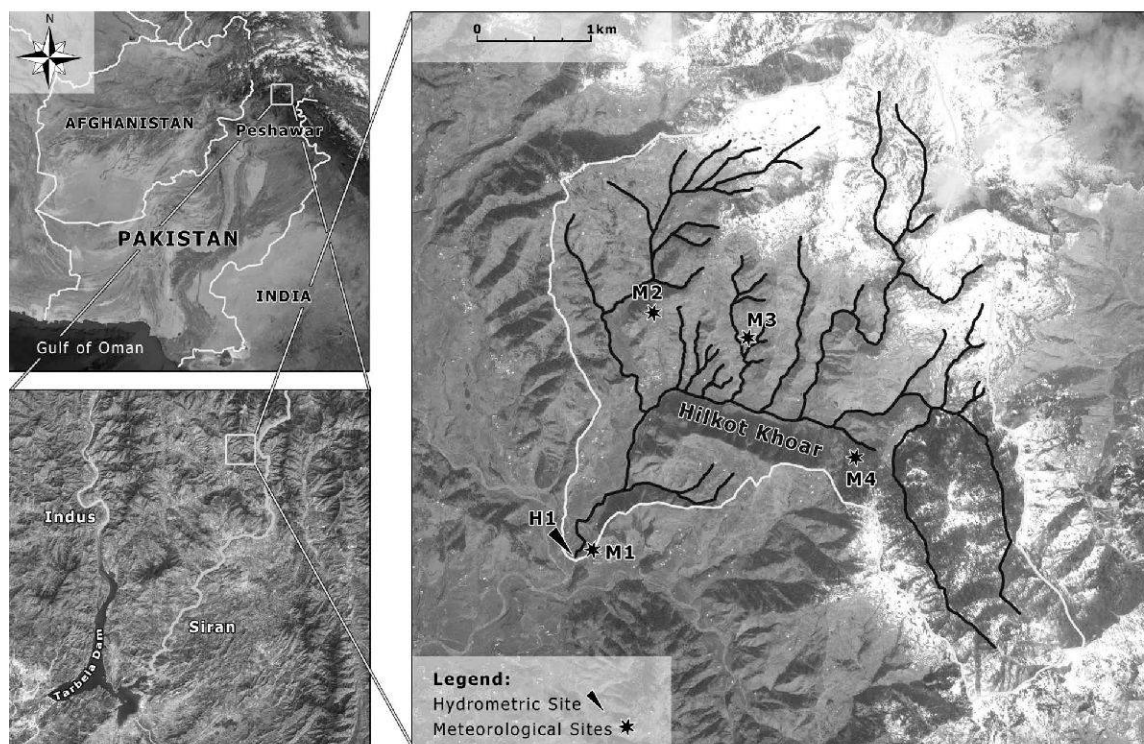 N
AFGHANISTAN
Peshawar
PAKISTAN
INDIA
Gulf of Oman
Indus
Siran
Tarbela Dam
1km
M2
M3
Hilkot Khoar
M4
H1
M1
Legend:
Hydrometric Site
Meteorological Sites